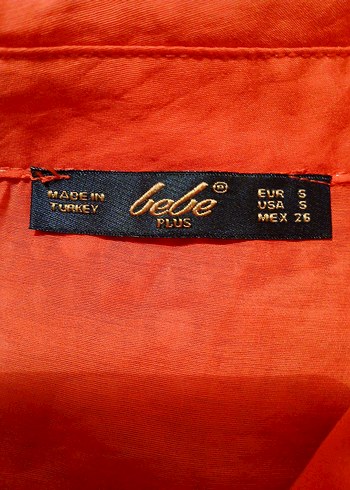 MADE IN
TURKEY
bebe®
PLUS
EUR S
USA S
MEX 26